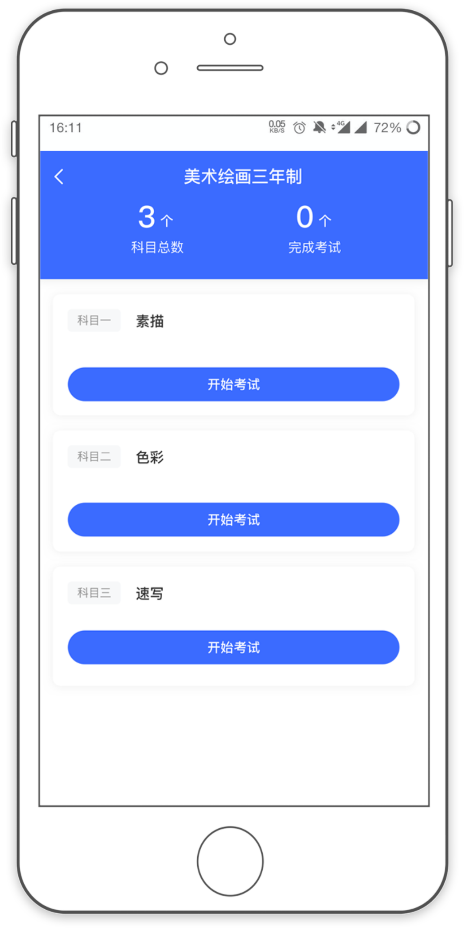 16:11 0.05 KB/S 4G 72%
美术绘画三年制
3个 0个
科目总数 完成考试
科目一 素描
开始考试
科目二 色彩
开始考试
科目三 速写
开始考试